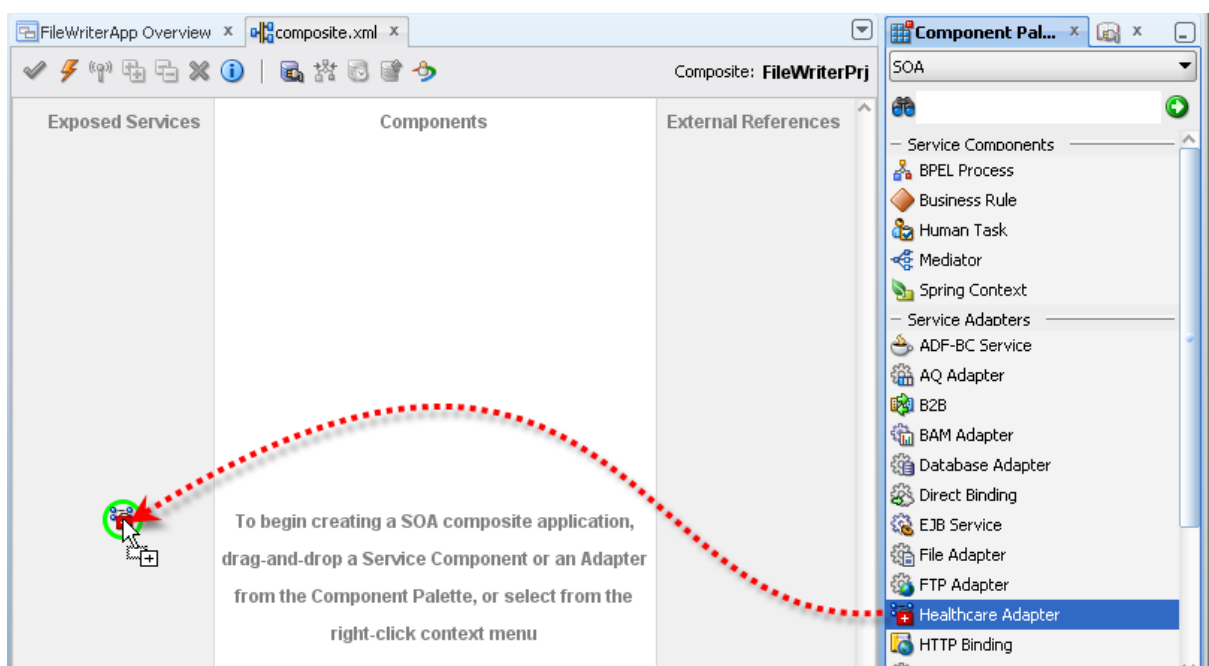 FileWriterApp Overview
composite.xml
Component Pal...
Composite: FileWriterPrj
SOA
Exposed Services
Components
External References
To begin creating a SOA composite application,
drag-and-drop a Service Component or an Adapter
from the Component Palette, or select from the
right-click context menu
Service Components
BPEL Process
Business Rule
Human Task
Mediator
Spring Context
Service Adapters
ADF-BC Service
AQ Adapter
B2B
BAM Adapter
Database Adapter
Direct Binding
EJB Service
File Adapter
FTP Adapter
Healthcare Adapter
HTTP Binding